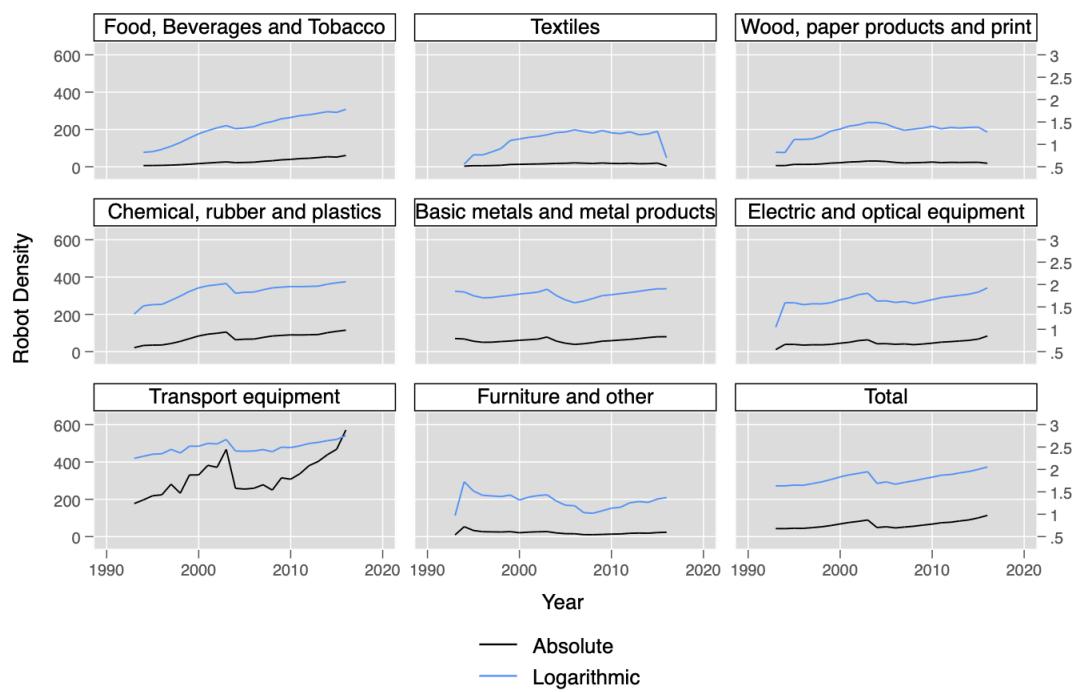 Food, Beverages and Tobacco Textiles Wood, paper products and print
600 3
2.5
400 2
200 1.5
1
0 .5
Chemical, rubber and plastics Basic metals and metal products Electric and optical equipment
600 3
2.5
400 2
200 1.5
1
0 .5
Robot Density
Transport equipment Furniture and other Total
600 3
2.5
400 2
200 1.5
1
0 .5
1990 2000 2010 2020 1990 2000 2010 2020 1990 2000 2010 2020
Year
Absolute
Logarithmic